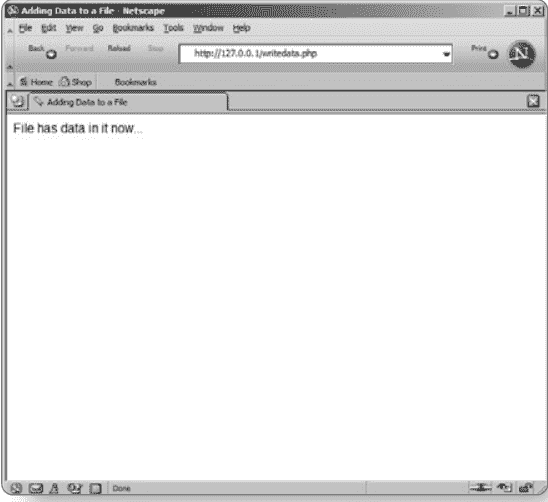 Adding Data to a File - Netscape
File Edit View Go Bookmarks Tools Window Help
Back Forward Reload Stop http://127.0.0.1/writedata.php Print N
Home Shop Bookmarks
Adding Data to a File
File has data in it now...
Done